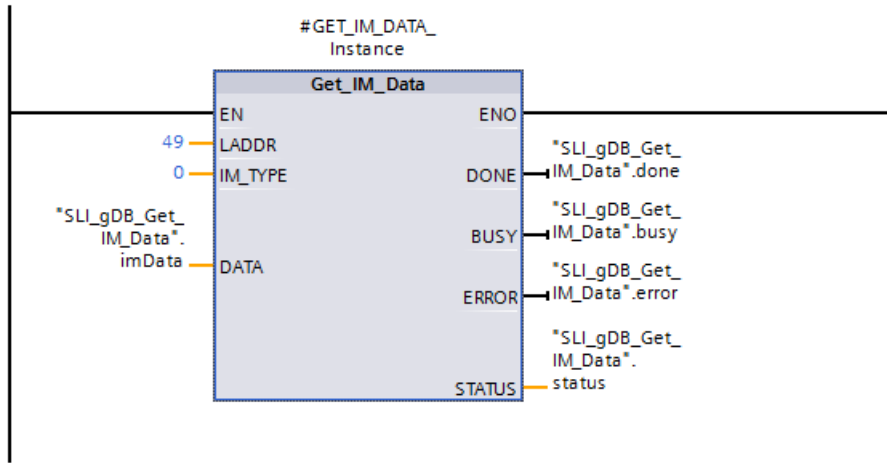 #GET_IM_DATA_
Instance
Get_IM_Data
EN
ENO
49
LADDR
0
IM_TYPE
"SLI_gDB_Get_
IM_Data".
imData
DATA
DONE
"SLI_gDB_Get_
IM_Data".done
BUSY
"SLI_gDB_Get_
IM_Data".busy
ERROR
"SLI_gDB_Get_
IM_Data".error
STATUS
"SLI_gDB_Get_
IM_Data".
status